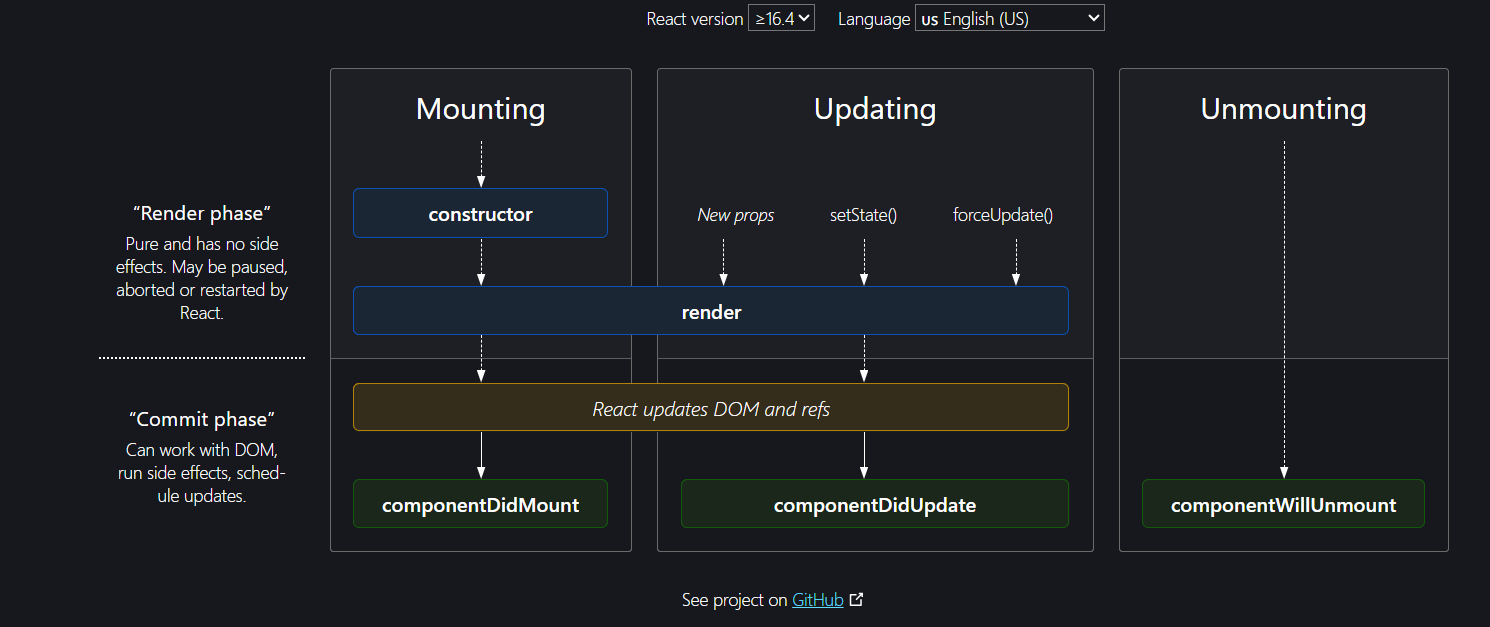 React version ≥16.4 Language us English (US)
Mounting
Updating
Unmounting
“Render phase”
Pure and has no side
effects. May be paused,
aborted or restarted by
React.
constructor
New props
setState()
forceUpdate()
render
“Commit phase”
Can work with DOM,
run side effects, sched-
ule updates.
React updates DOM and refs
componentDidMount
componentDidUpdate
componentWillUnmount
See project on GitHub